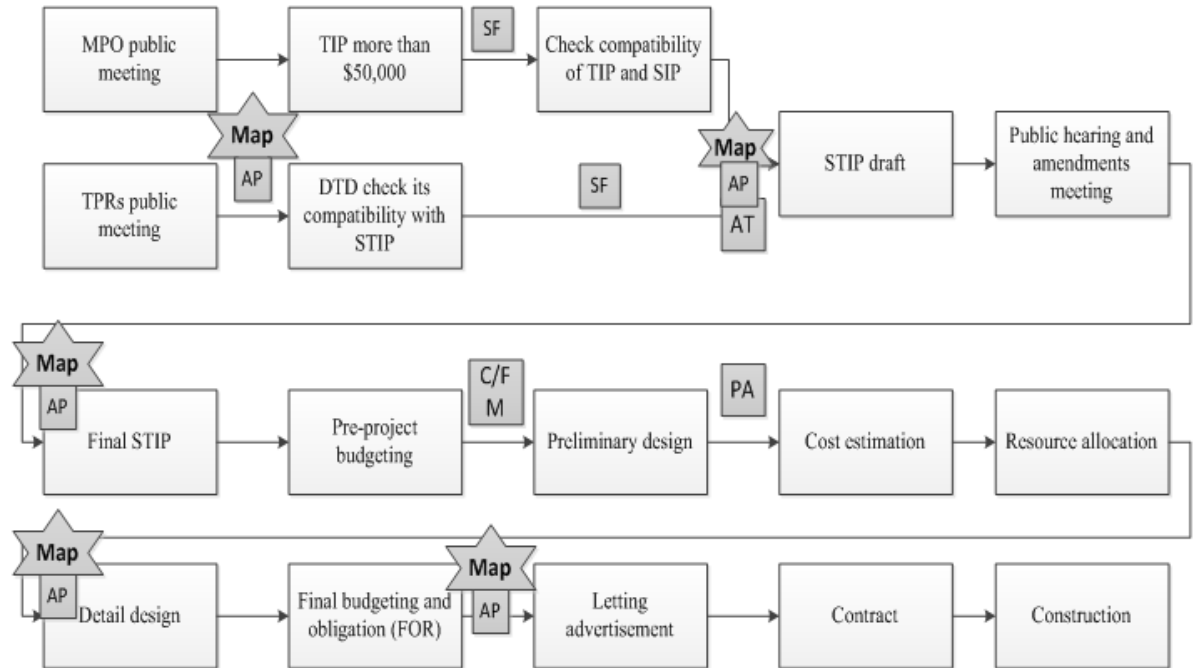 MPO public
meeting
TIP more than
$50,000
SF
Check compatibility
of TIP and SIP
Map
AP
TPRs public
meeting
DTD check its
compatibility with
STIP
SF
Map
AP
AT
STIP draft
Public hearing and
amendments
meeting
Map
AP
Final STIP
Pre-project
budgeting
C/F
M
Preliminary design
PA
Cost estimation
Resource allocation
Map
AP
Detail design
Final budgeting and
obligation (FOR)
Map
AP
Letting
advertisement
Contract
Construction